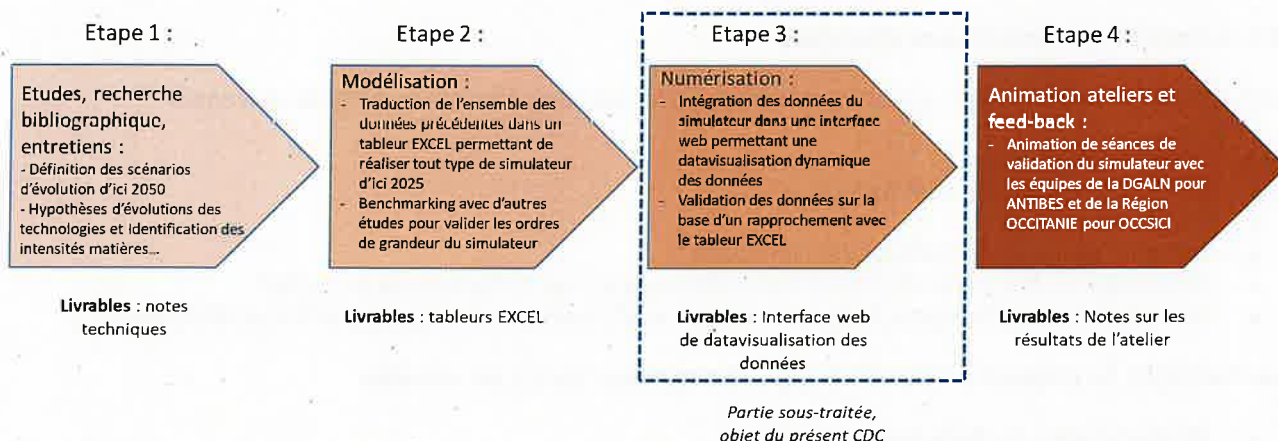 Etape 1 :
Etudes, recherche
bibliographique,
entretiens :
- Définition des scénarios
d'évolution d'ici 2050
- Hypothèses d'évolutions des
technologies et identification des
intensités matières...
Livrables : notes
techniques
Etape 2 :
Modélisation :
- Traduction de l'ensemble des
données précédentes dans un
tableur EXCEL permettant de
réaliser tout type de simulateur
d'ici 2025
- Benchmarking avec d'autres
études pour valider les ordres
de grandeur du simulateur
Livrables : tableurs EXCEL
Etape 3 :
Numérisation :
- Intégration des données du
simulateur dans une interface
web permettant une
datavisualisation dynamique
des données
- Validation des données sur la
base d'un rapprochement avec
le tableur EXCEL
Livrables : Interface web
de datavisualisation des
données
Partie sous-traitée,
objet du présent CDC
Etape 4 :
Animation ateliers et
feed-back :
- Animation de séances de
validation du simulateur avec
les équipes de la DGALN pour
ANTIBES et de la Région
OCCITANIE pour OCCSICI
Livrables : Notes sur les
résultats de l'atelier